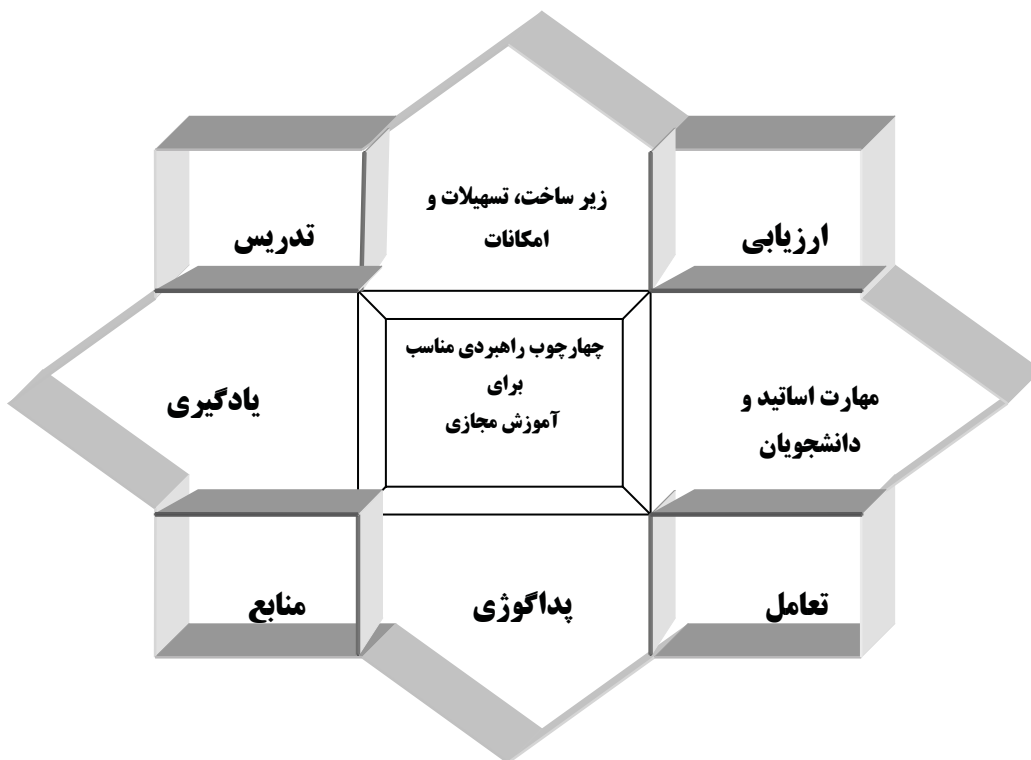 زیر ساخت، تسهیلات و
امکانات
ارزیابی
تدریس
چهارچوب راهبردی مناسب
برای
آموزش مجازی
مهارت اساتید و
دانشجویان
یادگیری
تعامل
پداگوژی
منابع